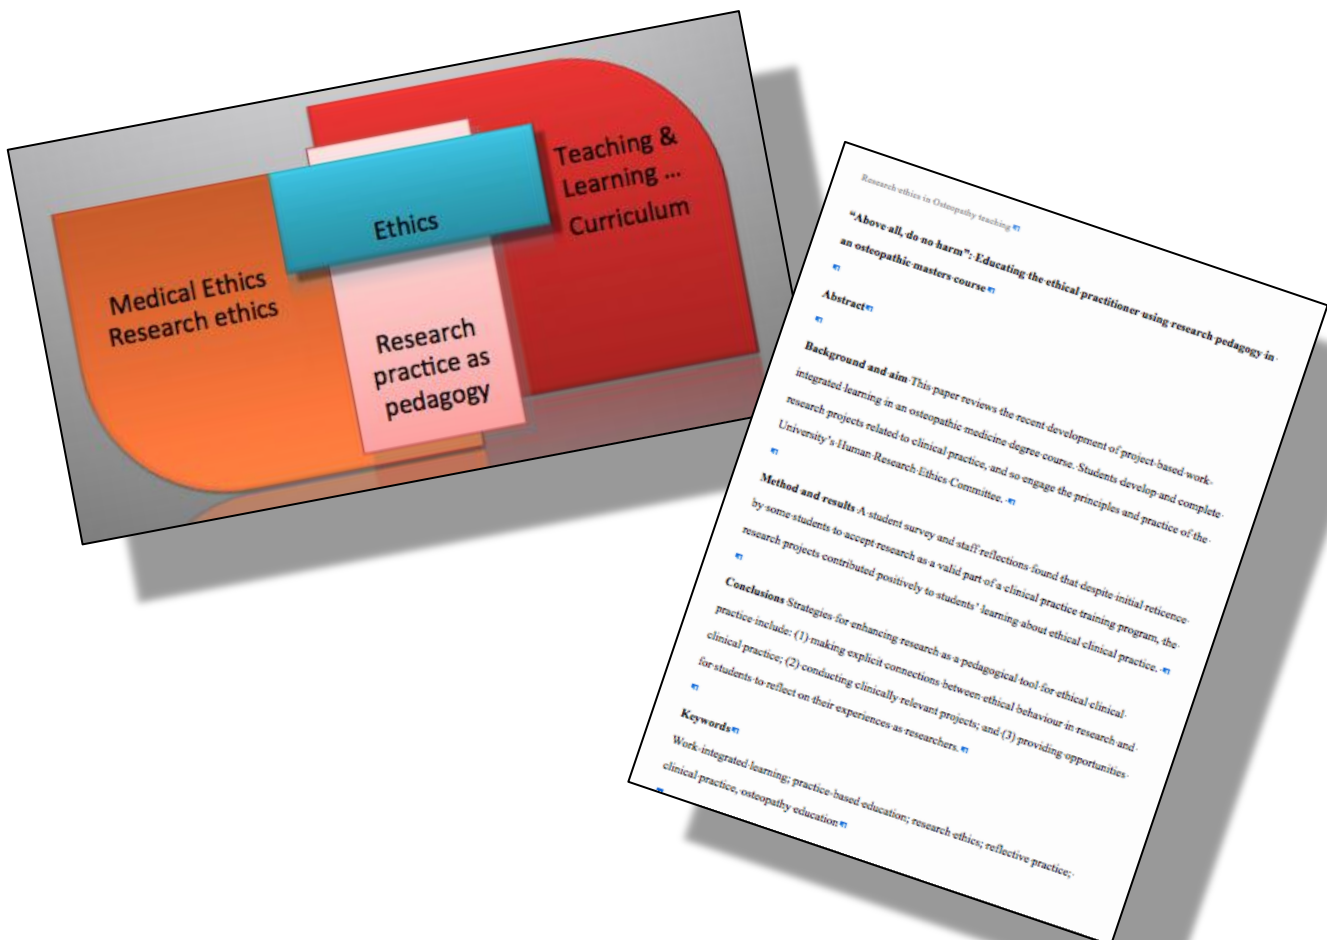 Medical Ethics
Research ethics
Ethics
Research
practice as
pedagogy
Teaching &
Learning ...
Curriculum
Research ethics in Osteopathy teaching
“Above all, do no harm”: Educating the ethical practitioner using research pedagogy in
an osteopathic masters course
Abstract
Background and aim This paper reviews the recent development of project-based work-
integrated learning in an osteopathic medicine degree course. Students develop and complete
research projects related to clinical practice, and so engage the principles and practice of the
University’s Human Research Ethics Committee.
Method and results A student survey and staff reflections found that despite initial reticence
by some students to accept research as a valid part of a clinical practice training program, the
research projects contributed positively to students’ learning about ethical clinical practice.
Conclusions Strategies for enhancing research as a pedagogical tool for ethical clinical
practice include: (1) making explicit connections between ethical behaviour in research and
clinical practice; (2) conducting clinically relevant projects; and (3) providing opportunities
for students to reflect on their experiences as researchers.
Keywords
Work-integrated learning; practice-based education; research ethics; reflective practice;
clinical practice, osteopathy education